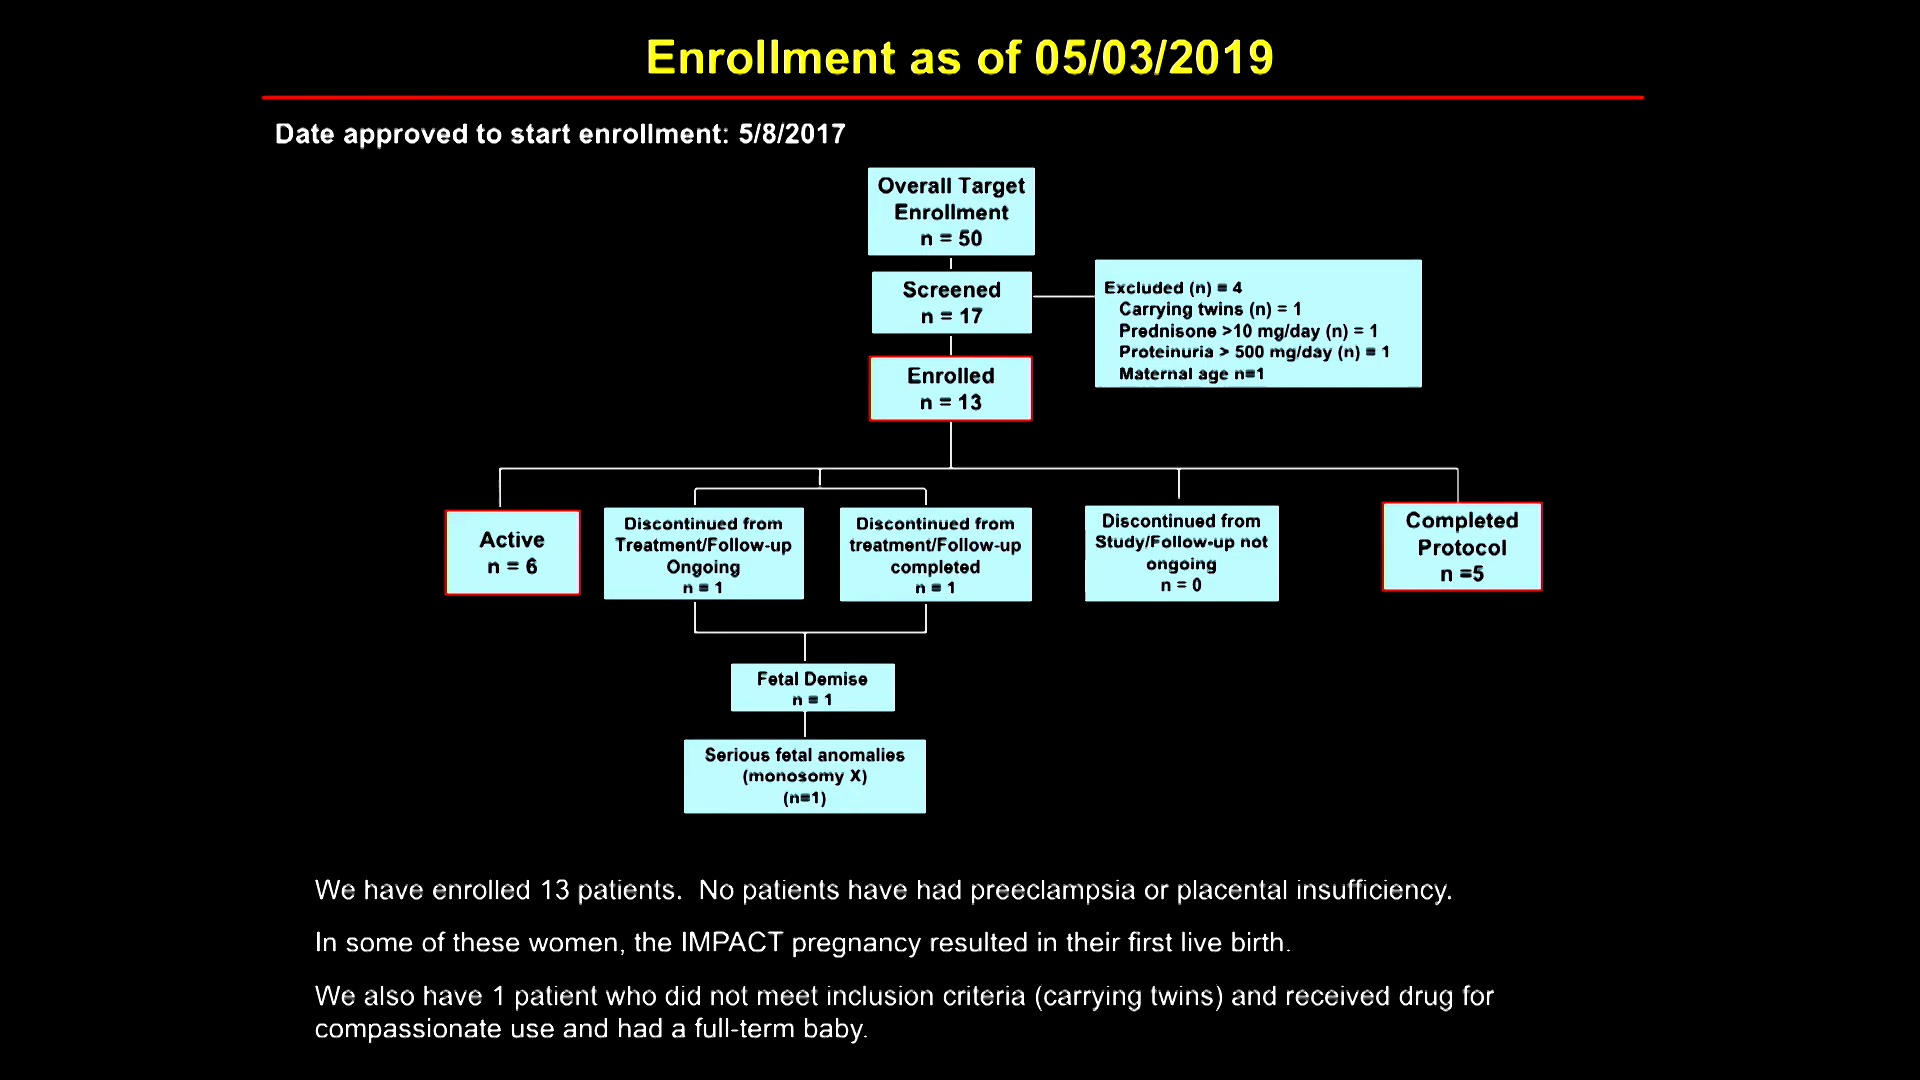 Enrollment as of 05/03/2019
Date approved to start enrollment: 5/8/2017
Overall Target
Enrollment
n = 50
Screened
n = 17
Excluded (n) = 4
Carrying twins (n) = 1
Prednisone >10 mg/day (n) = 1
Proteinuria > 500 mg/day (n) = 1
Maternal age n=1
Enrolled
n = 13
Active
n = 6
Discontinued from
Treatment/Follow-up
Ongoing
n = 1
Discontinued from
treatment/Follow-up
completed
n = 1
Discontinued from
Study/Follow-up not
ongoing
n = 0
Completed
Protocol
n =5
Fetal Demise
n = 1
Serious fetal anomalies
(monosomy X)
(n=1)
We have enrolled 13 patients.  No patients have had preeclampsia or placental insufficiency.
In some of these women, the IMPACT pregnancy resulted in their first live birth.
We also have 1 patient who did not meet inclusion criteria (carrying twins) and received drug for
compassionate use and had a full-term baby.